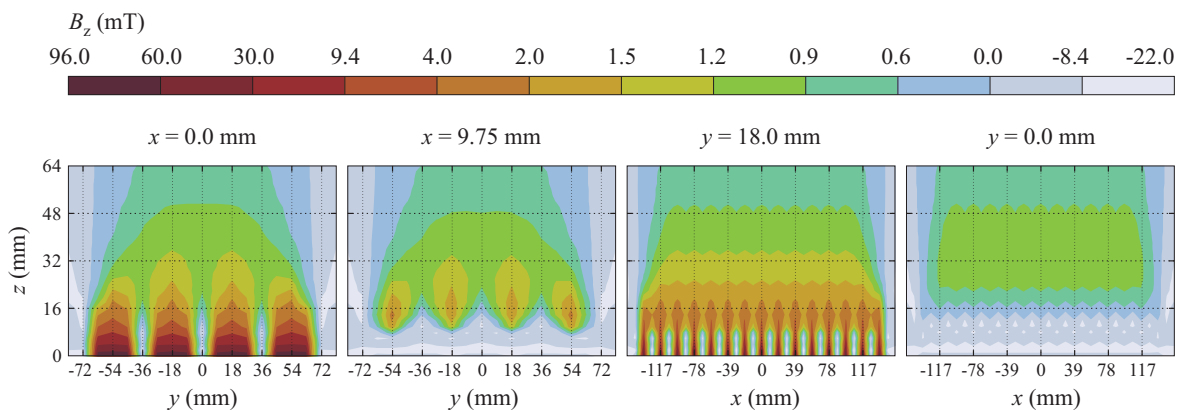 B_z (mT)
96.0 60.0 30.0 9.4 4.0 2.0 1.5 1.2 0.9 0.6 0.0 -8.4 -22.0
x = 0.0 mm x = 9.75 mm y = 18.0 mm y = 0.0 mm
64
48
32
16
0
z (mm)
-72 -54 -36 -18 0 18 36 54 72 -72 -54 -36 -18 0 18 36 54 72 -117 -78 -39 0 39 78 117 -117 -78 -39 0 39 78 117
y (mm) y (mm) x (mm) x (mm)